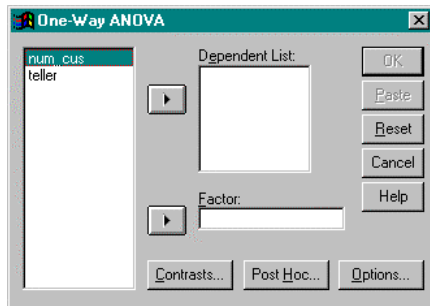 One-Way ANOVA
num_cus
teller
Dependent List:
Factor:
OK
Paste
Reset
Cancel
Help
Contrasts...
Post Hoc...
Options...